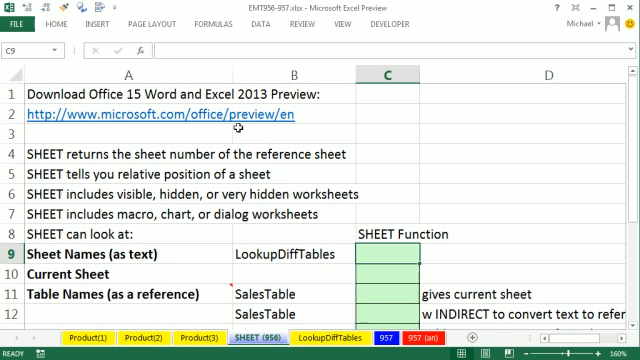 EMT956-957.xlsx - Microsoft Excel Preview
FILE HOME INSERT PAGE LAYOUT FORMULAS DATA REVIEW VIEW DEVELOPER Michael
C9 fx
A B C D
1 Download Office 15 Word and Excel 2013 Preview:
2 http://www.microsoft.com/office/preview/en
3
4 SHEET returns the sheet number of the reference sheet
5 SHEET tells you relative position of a sheet
6 SHEET includes visible, hidden, or very hidden worksheets
7 SHEET includes macro, chart, or dialog worksheets
8 SHEET can look at: SHEET Function
9 Sheet Names (as text) LookupDiffTables
10 Current Sheet
11 Table Names (as a reference) SalesTable gives current sheet
12 SalesTable w INDIRECT to convert text to refer
Product(1) Product(2) Product(3) SHEET (956) LookupDiffTables 957 957 (an)
READY 160%